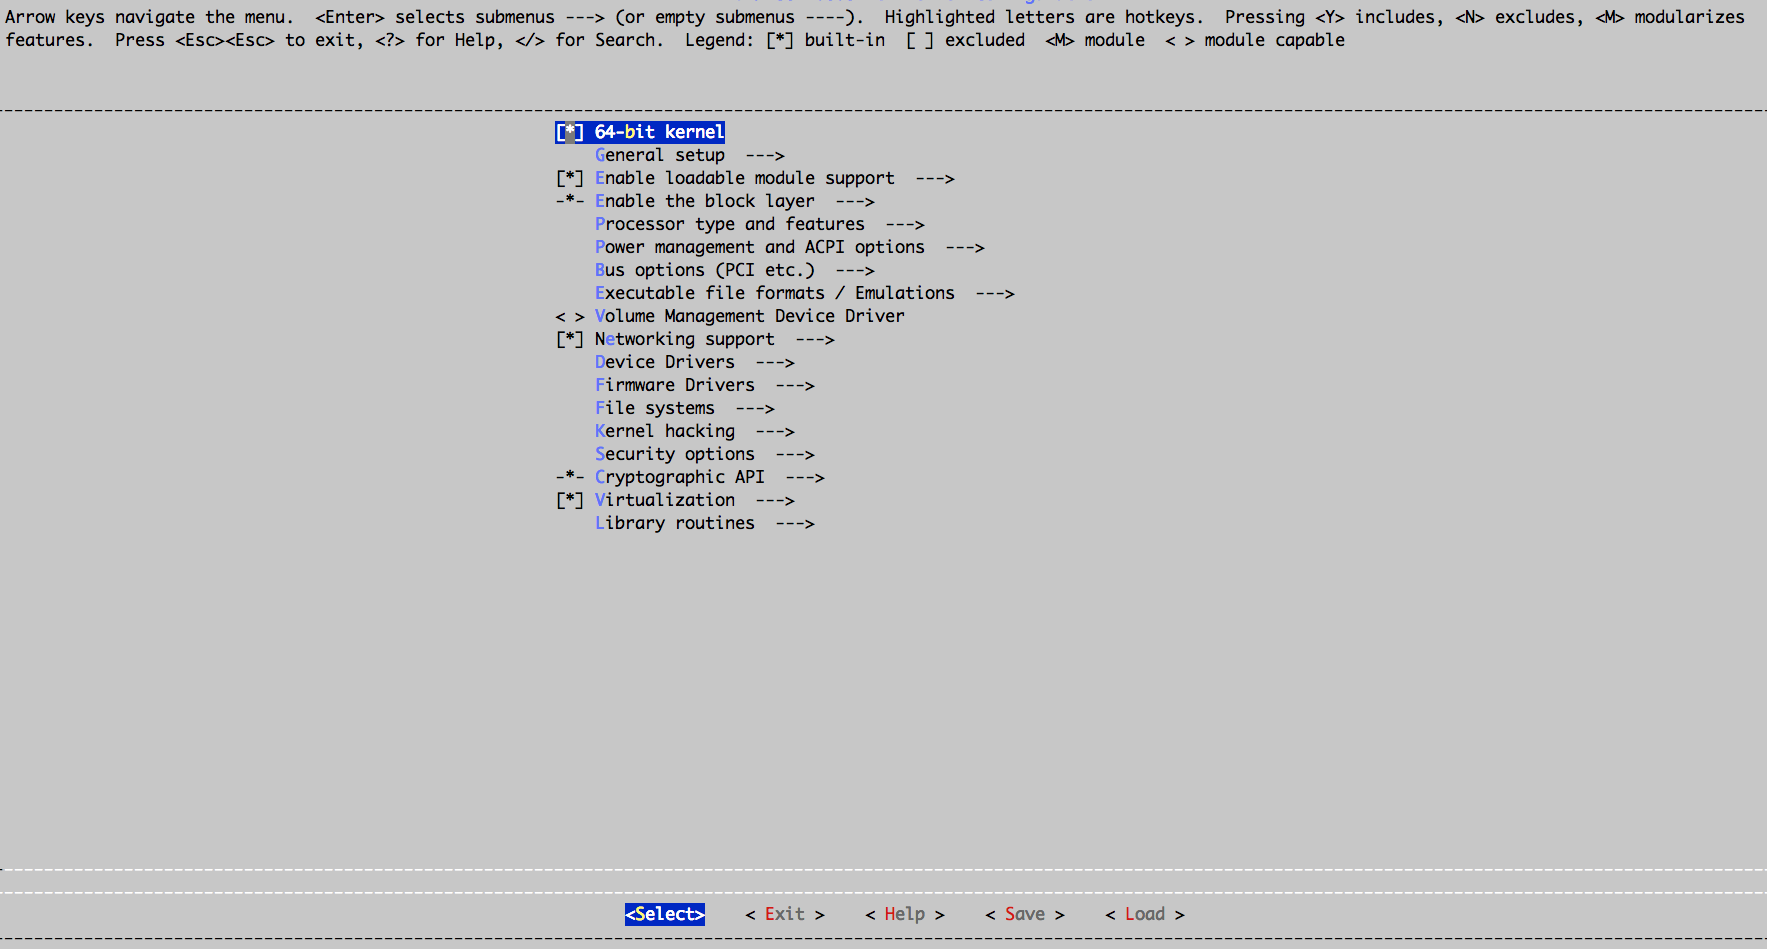 Arrow keys navigate the menu.  <Enter> selects submenus ---> (or empty submenus ----).  Highlighted letters are hotkeys.  Pressing <Y> includes, <N> excludes, <M> modularizes
features.  Press <Esc><Esc> to exit, <?> for Help, </> for Search.  Legend: [*] built-in  [ ] excluded  <M> module  < > module capable
[*] 64-bit kernel
General setup  --->
[*] Enable loadable module support  --->
-*- Enable the block layer  --->
Processor type and features  --->
Power management and ACPI options  --->
Bus options (PCI etc.)  --->
Executable file formats / Emulations  --->
< > Volume Management Device Driver
[*] Networking support  --->
Device Drivers  --->
Firmware Drivers  --->
File systems  --->
Kernel hacking  --->
Security options  --->
-*- Cryptographic API  --->
[*] Virtualization  --->
Library routines  --->
<Select>    < Exit >    < Help >    < Save >    < Load >